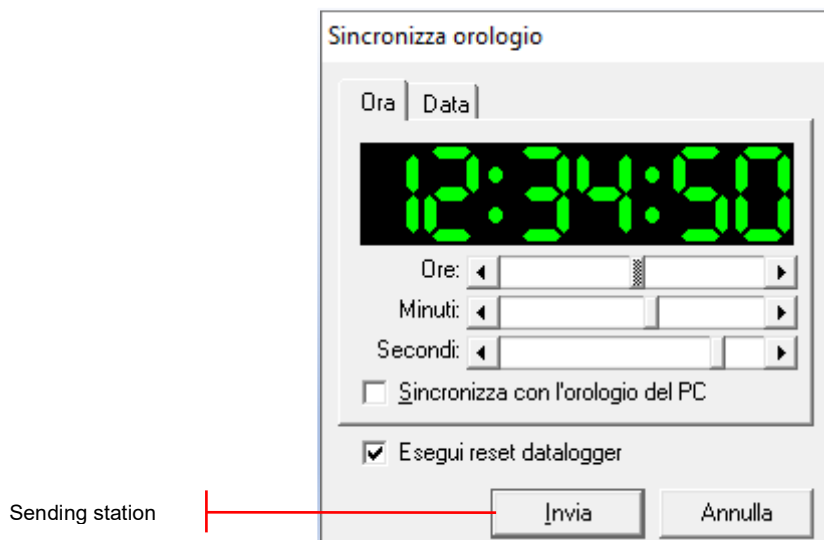 Sincronizza orologio
Ora Data
12:34:50
Ore:
Minuti:
Secondi:
Sincronizza con l'orologio del PC
Esegui reset datalogger
Sending station Invia Annulla